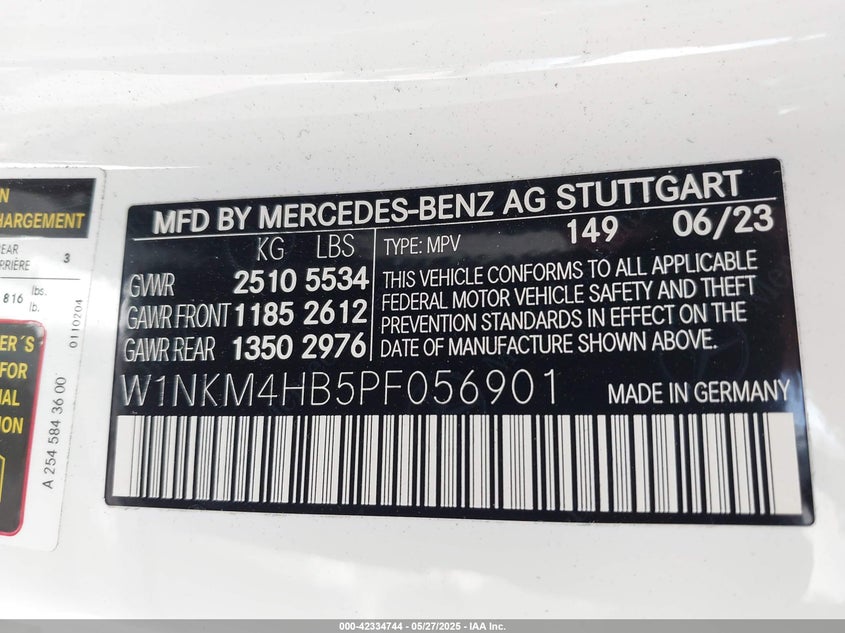 N
CHARGEMENT
EAR
RRIÈRE
3
816 lbs.
lb.
0110204
ER´S
FOR
NAL
ION
A 254 584 36 00
MFD BY MERCEDES-BENZ AG STUTTGART
KG LBS
TYPE: MPV
149 06/23
GVWR 2510 5534
GAWR FRONT 1185 2612
GAWR REAR 1350 2976
THIS VEHICLE CONFORMS TO ALL APPLICABLE
FEDERAL MOTOR VEHICLE SAFETY AND THEFT
PREVENTION STANDARDS IN EFFECT ON THE
DATE OF MANUFACTURE SHOWN ABOVE.
W1NKM4HB5PF056901
MADE IN GERMANY
000-42334744 - 05/27/2025 - IAA Inc.